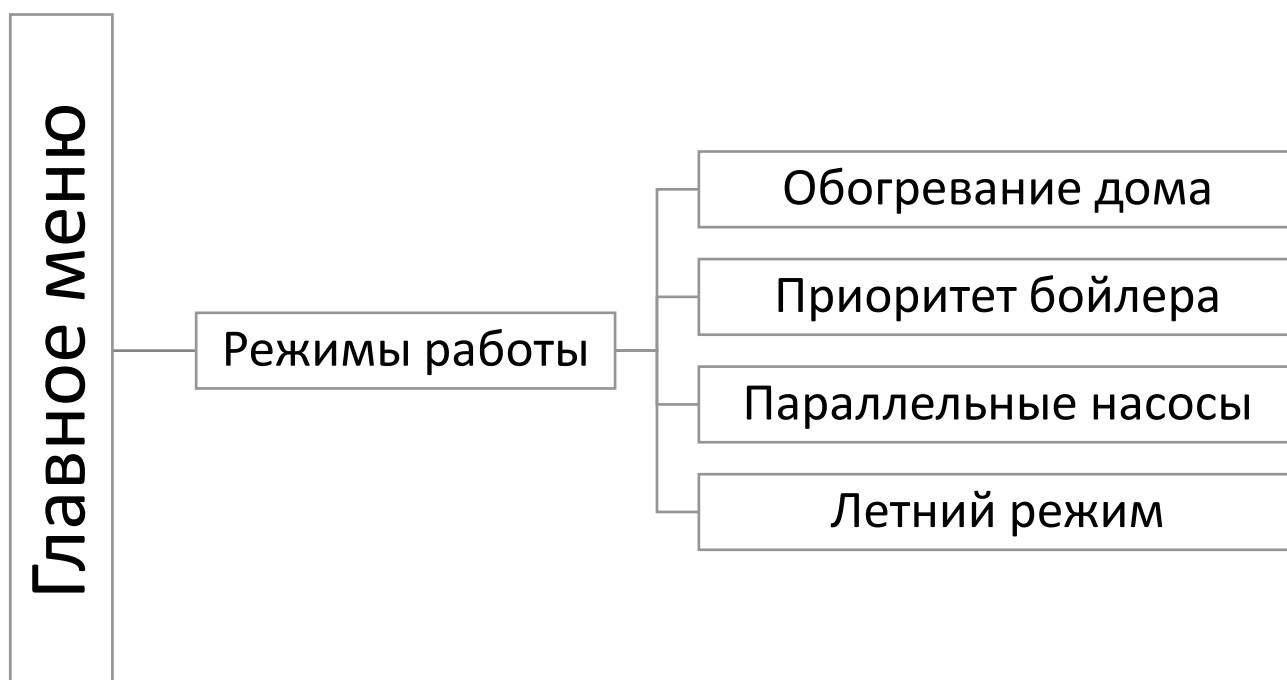 Главное меню
Режимы работы
Обогревание дома
Приоритет бойлера
Параллельные насосы
Летний режим